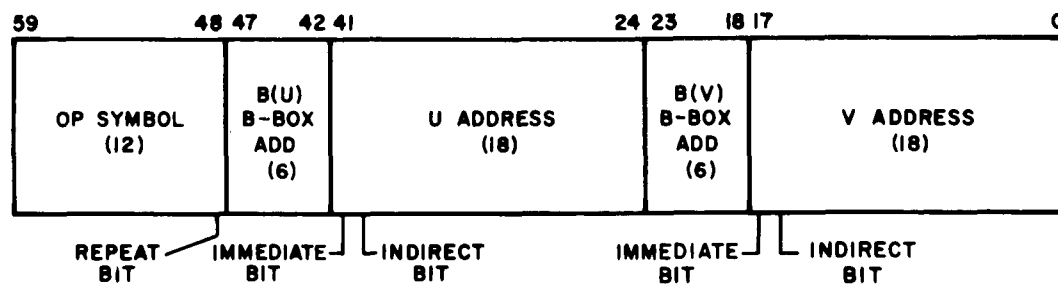 59 48 47 42 41 24 23 18 17
OP SYMBOL
(12)
B(U)
B-BOX
ADD
(6)
U ADDRESS
(18)
B(V)
B-BOX
ADD
(6)
V ADDRESS
(18)
REPEAT
BIT
IMMEDIATE
BIT
INDIRECT
BIT
IMMEDIATE
BIT
INDIRECT
BIT